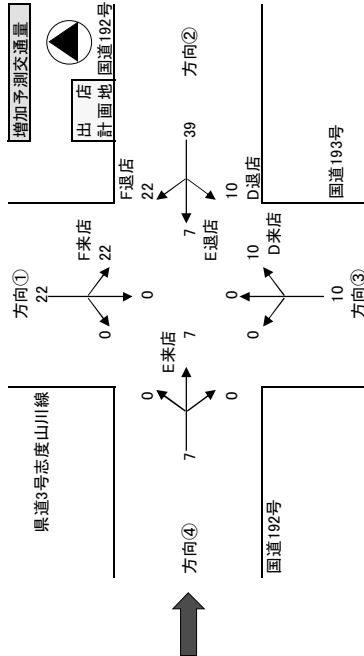 増加予測交通量
出店
計画地
国道192号
県道3号志度山川線
方向①
22
F来店
22
0
0
F退店
22
方向②
39
7
E退店
10
D退店
E来店
7
0
0
7
方向④
10
D来店
0
0
10
方向③
国道192号
国道193号